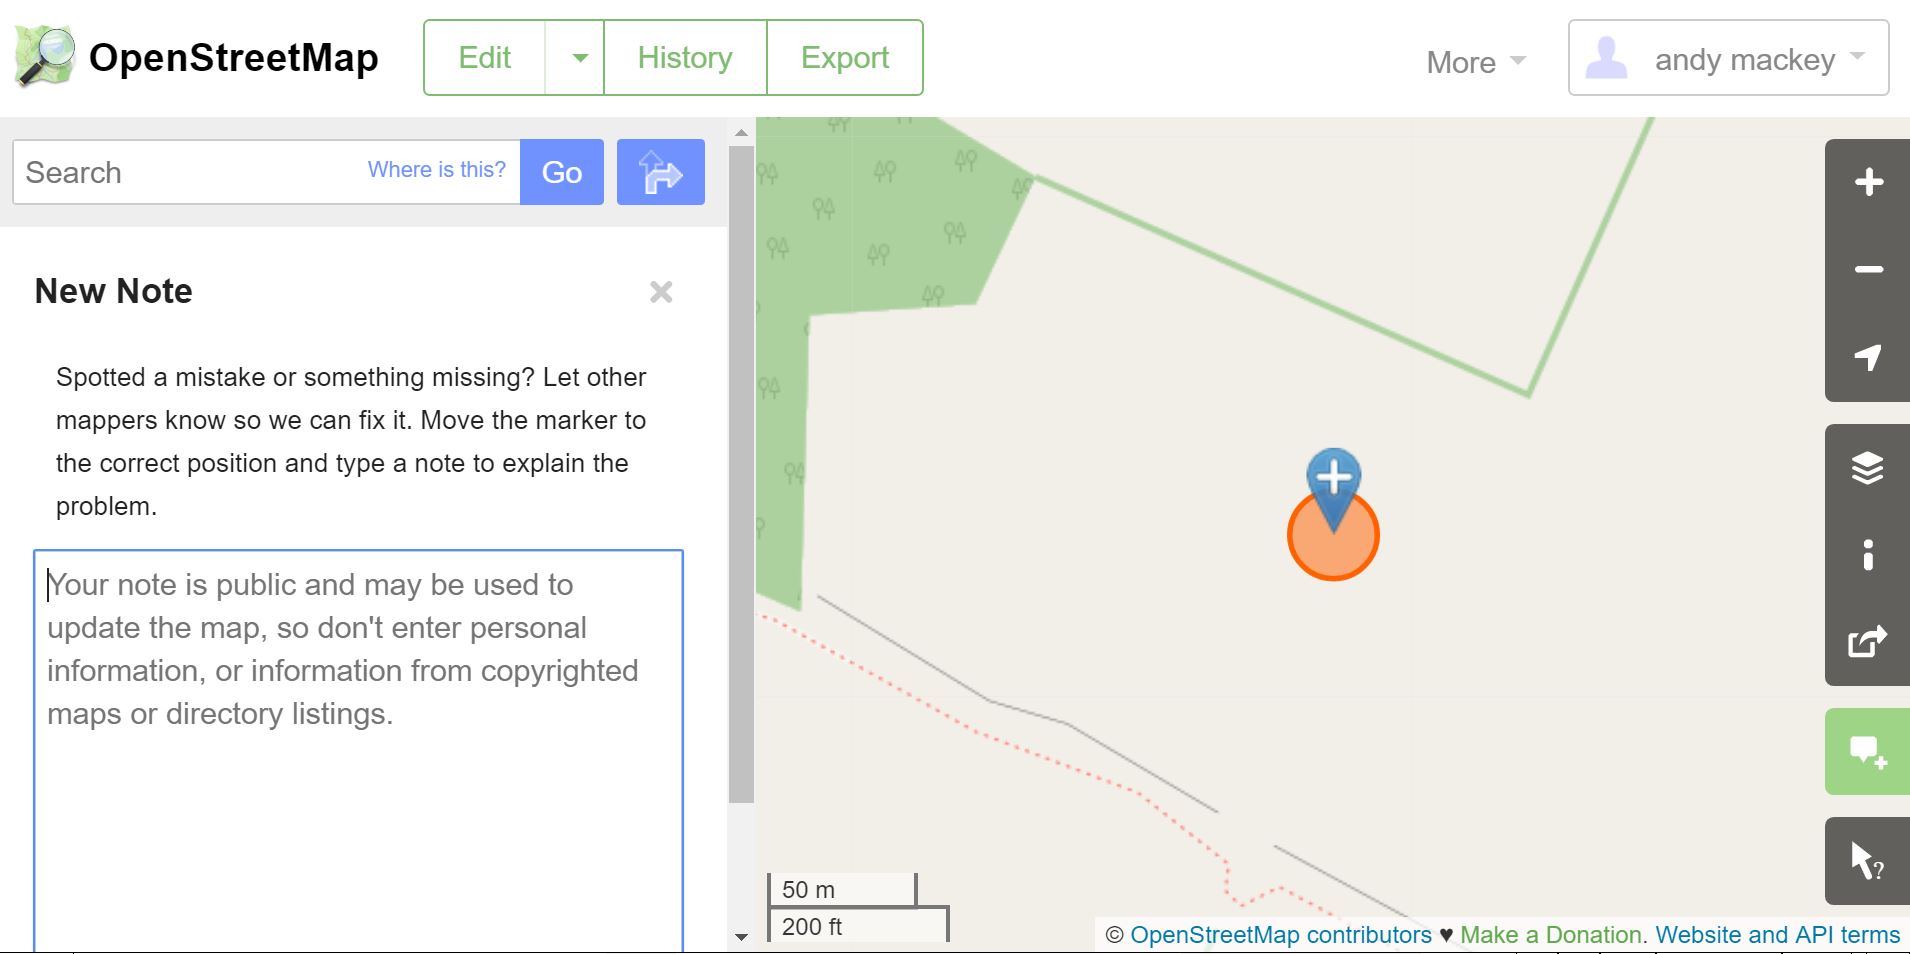 OpenStreetMap
Edit
History
Export
More
andy mackey
Search
Where is this?
Go
New Note
Spotted a mistake or something missing? Let other
mappers know so we can fix it. Move the marker to
the correct position and type a note to explain the
problem.
Your note is public and may be used to
update the map, so don't enter personal
information, or information from copyrighted
maps or directory listings.
50 m
200 ft
© OpenStreetMap contributors ♥ Make a Donation. Website and API terms